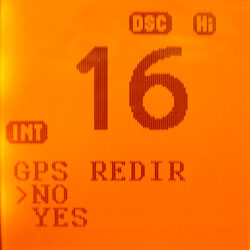 DSC Hi
16
INT
GPS REDIR
>NO
YES